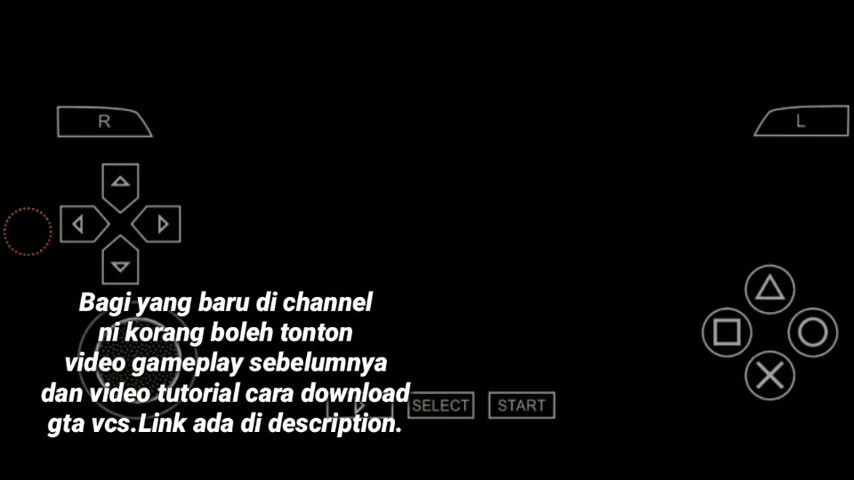 R
L
Bagi yang baru di channel
ni korang boleh tonton
video gameplay sebelumnya
dan video tutorial cara download
gta vcs.Link ada di description.
SELECT
START